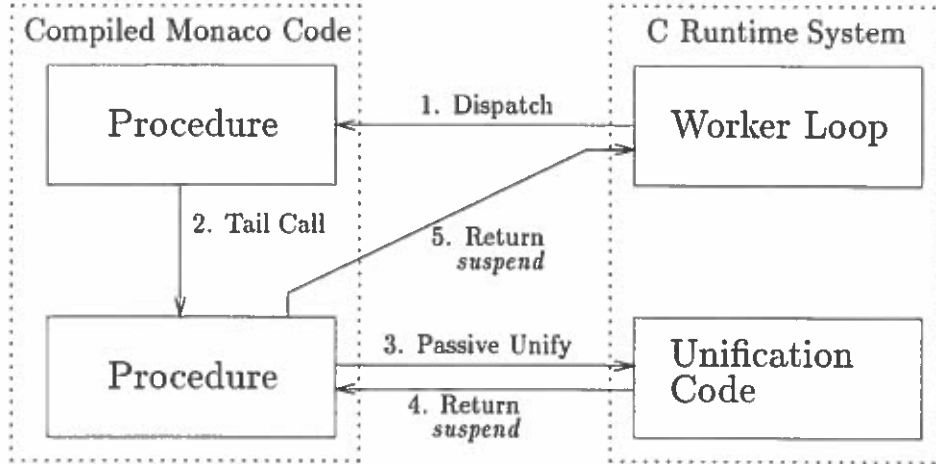 Compiled Monaco Code
C Runtime System
Procedure
1. Dispatch
Worker Loop
2. Tail Call
5. Return
suspend
Procedure
3. Passive Unify
Unification
Code
4. Return
suspend